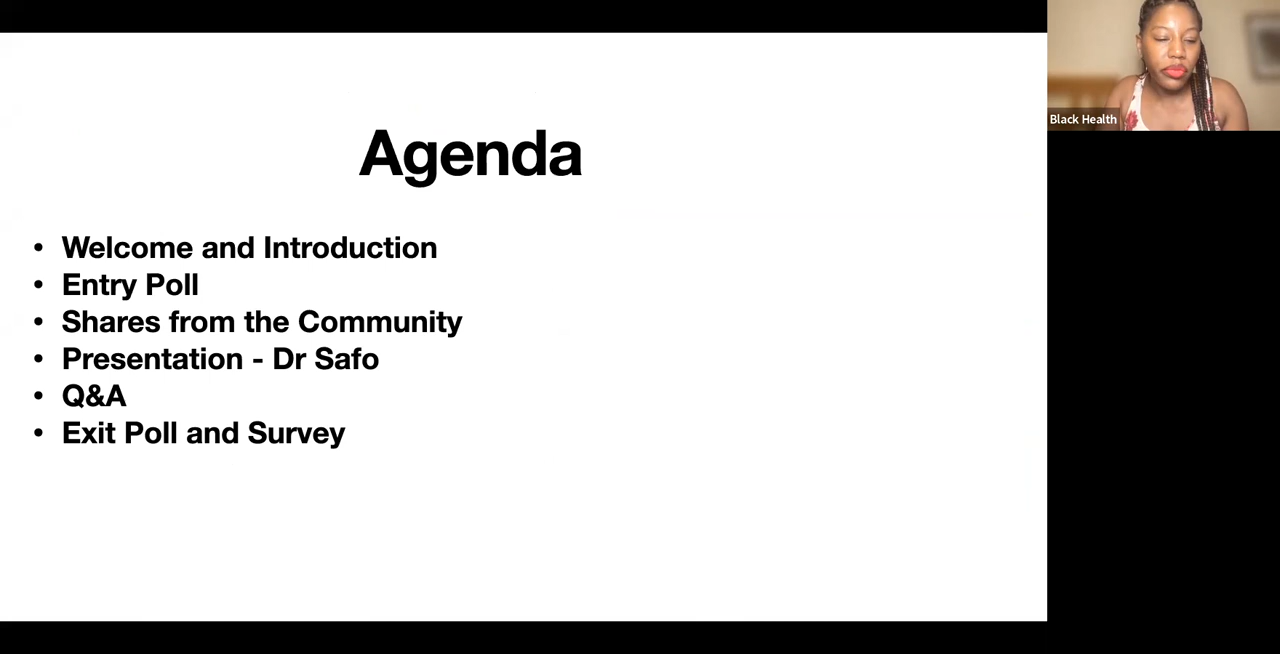 Agenda
• Welcome and Introduction
• Entry Poll
• Shares from the Community
• Presentation - Dr Safo
• Q&A
• Exit Poll and Survey
Black Health